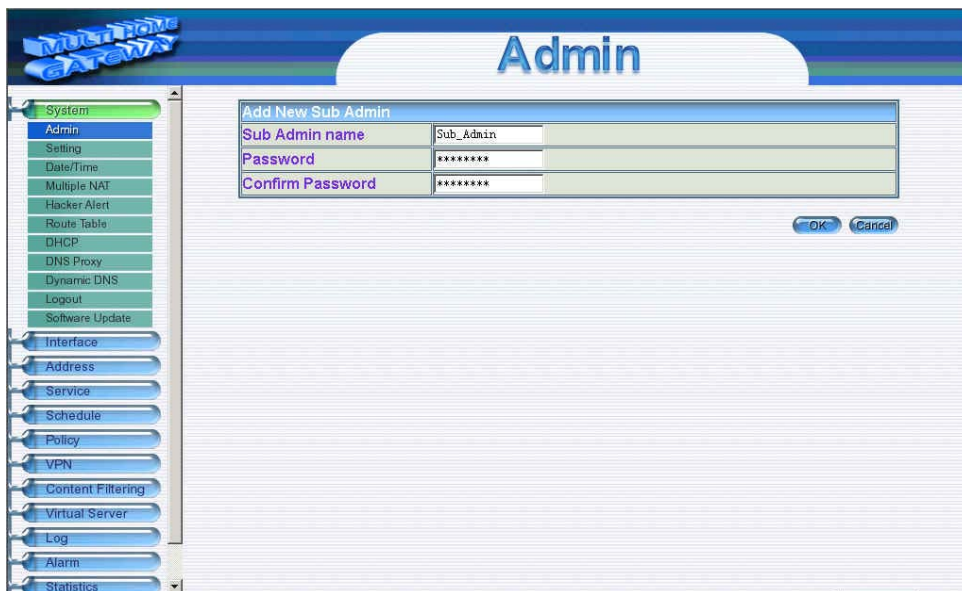 MULTI HOME
GATEWAY
Admin
System
Admin
Setting
Date/Time
Multiple NAT
Hacker Alert
Route Table
DHCP
DNS Proxy
Dynamic DNS
Logout
Software Update
Interface
Address
Service
Schedule
Policy
VPN
Content Filtering
Virtual Server
Log
Alarm
Statistics
Add New Sub Admin
Sub Admin name Sub_Admin
Password ********
Confirm Password ********
OK Cancel